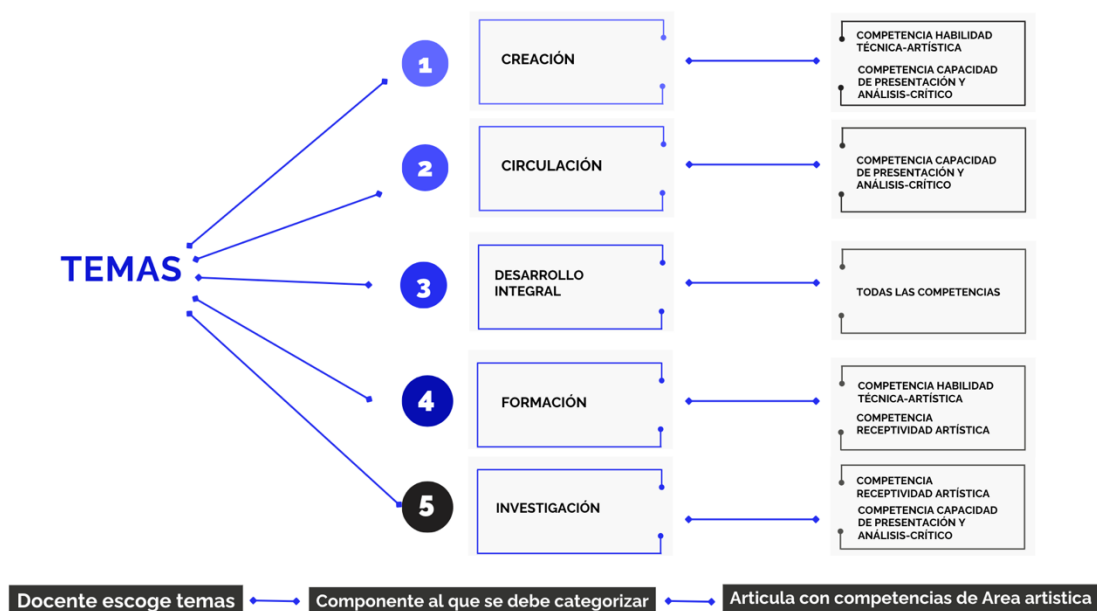 TEMAS
1
CREACIÓN
COMPETENCIA HABILIDAD
TÉCNICA-ARTÍSTICA
COMPETENCIA CAPACIDAD
DE PRESENTACIÓN Y
ANÁLISIS-CRÍTICO
2
CIRCULACIÓN
COMPETENCIA CAPACIDAD
DE PRESENTACIÓN Y
ANÁLISIS-CRÍTICO
3
DESARROLLO
INTEGRAL
TODAS LAS COMPETENCIAS
4
FORMACIÓN
COMPETENCIA HABILIDAD
TÉCNICA-ARTÍSTICA
COMPETENCIA
RECEPTIVIDAD ARTÍSTICA
5
INVESTIGACIÓN
COMPETENCIA
RECEPTIVIDAD ARTÍSTICA
COMPETENCIA CAPACIDAD
DE PRESENTACIÓN Y
ANÁLISIS-CRÍTICO
Docente escoge temas
Componente al que se debe categorizar
Articula con competencias de Area artistica